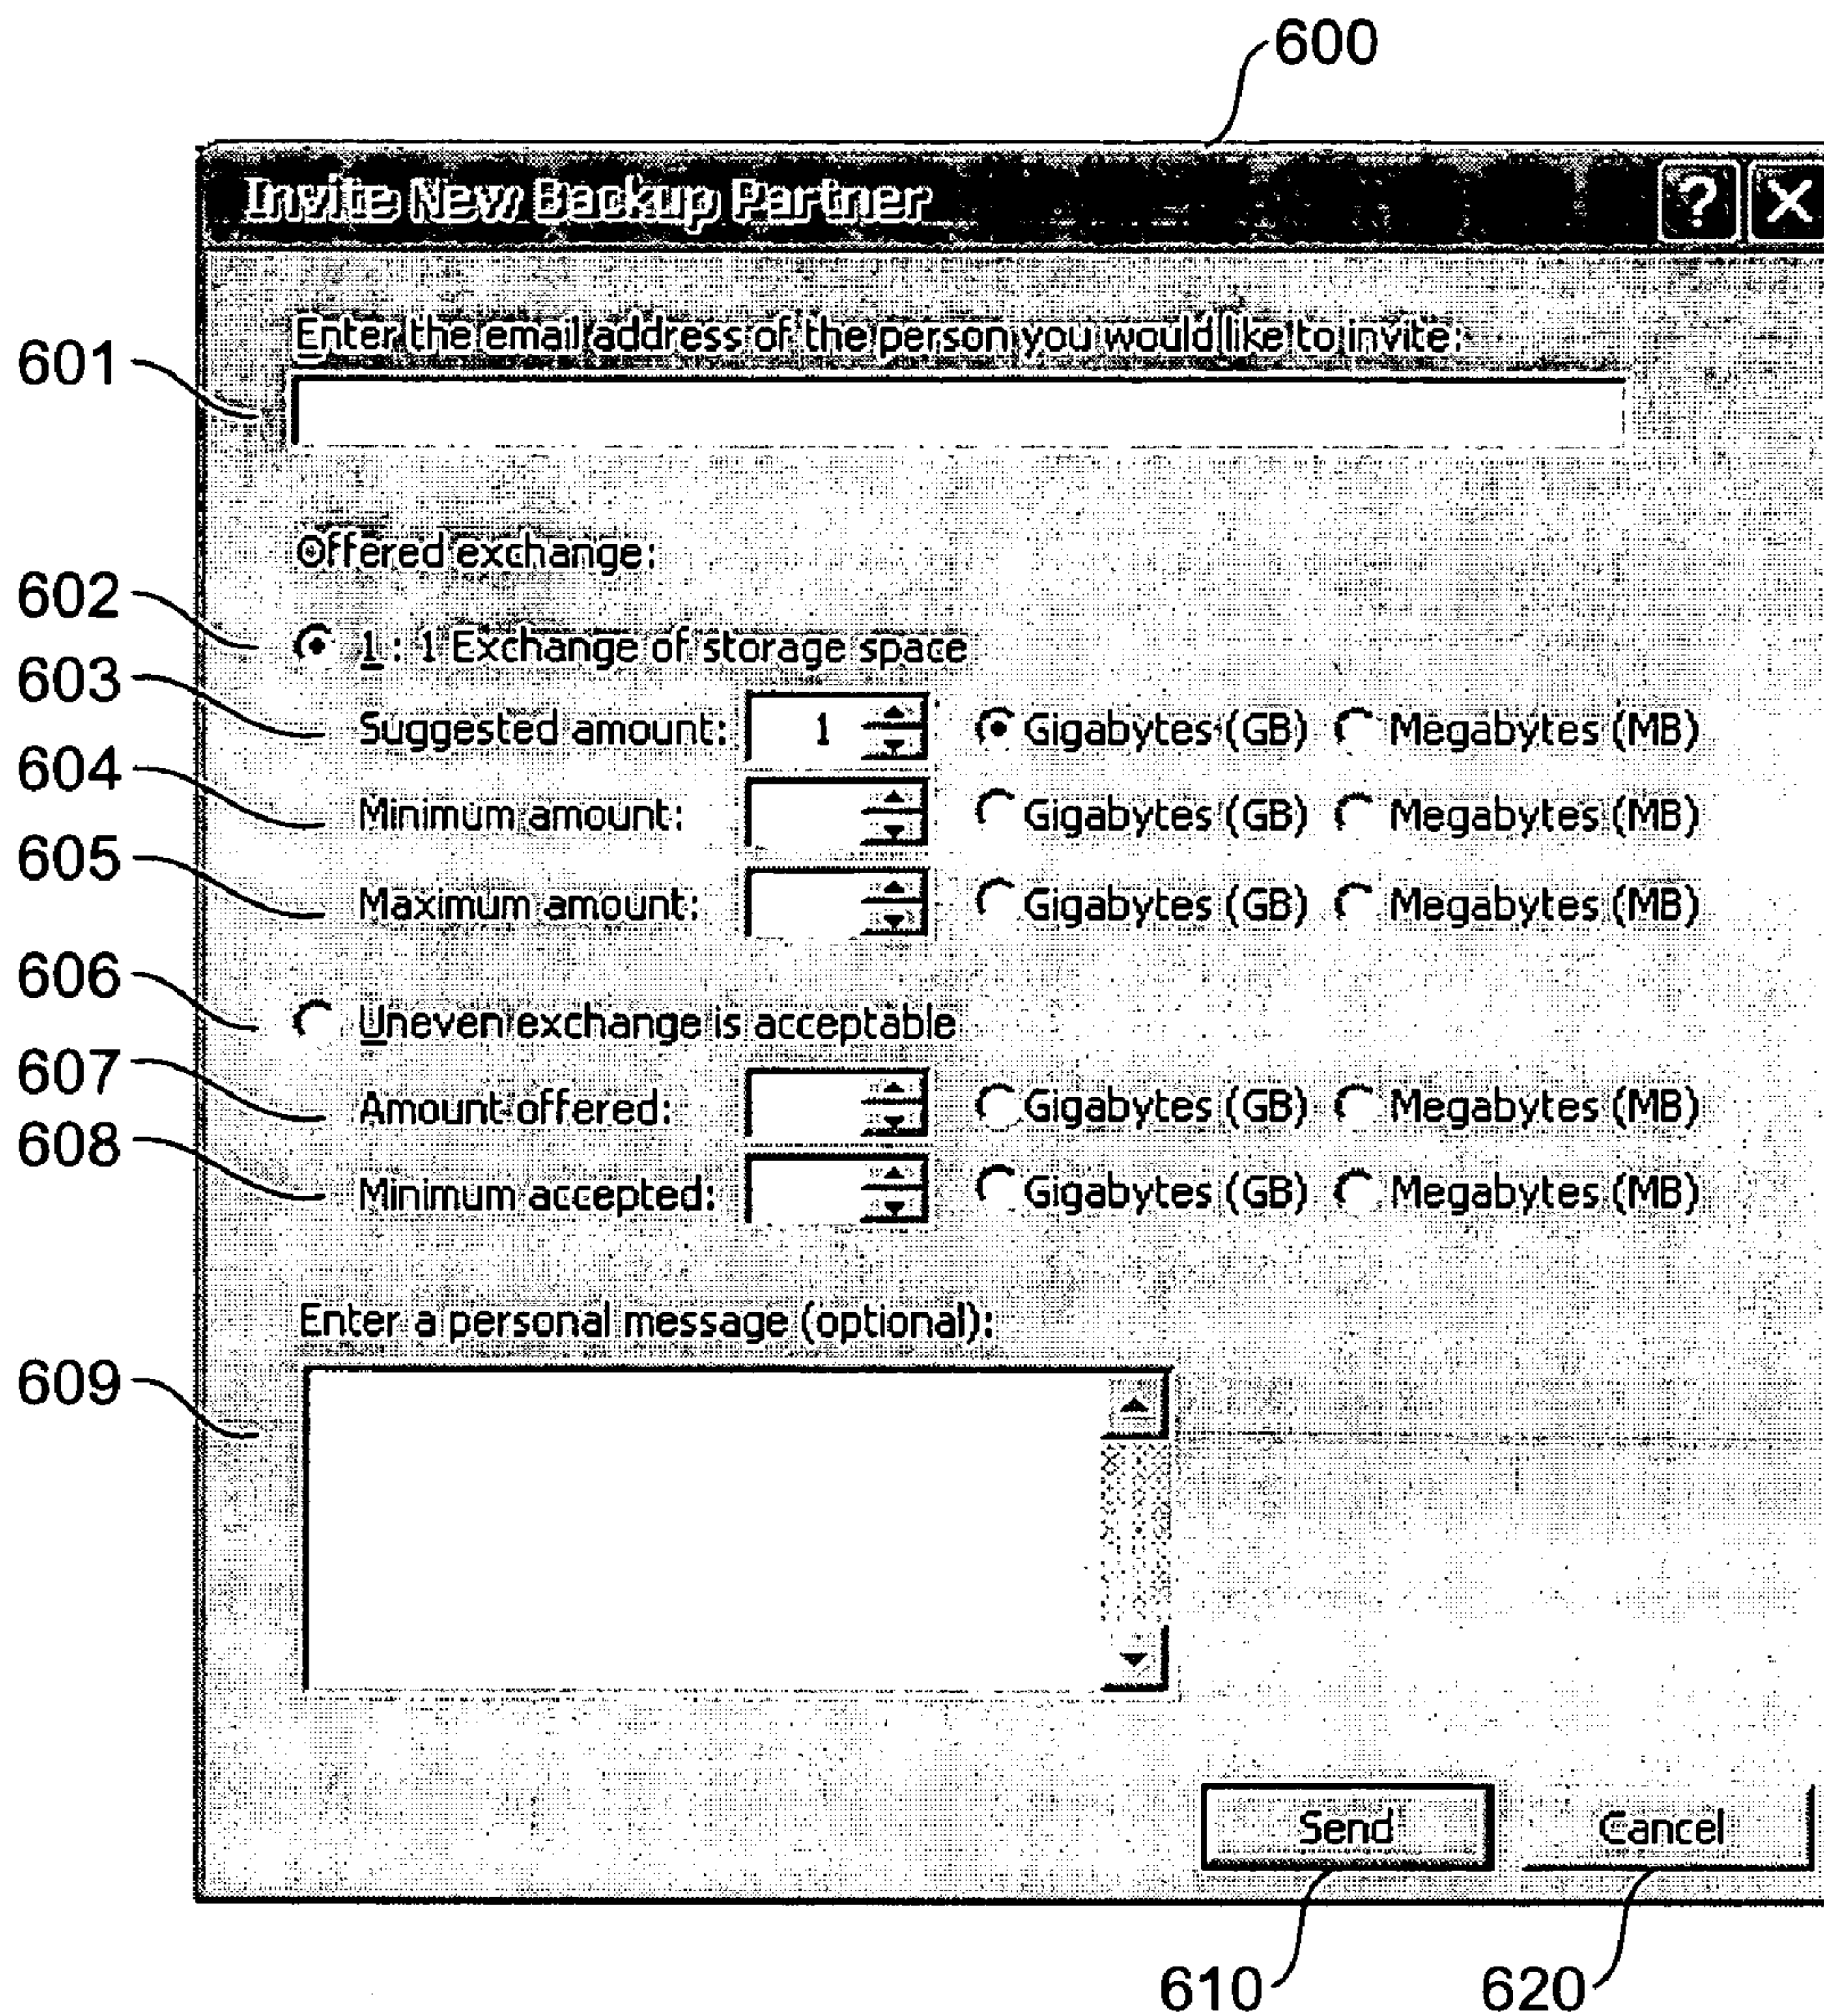 600
Invite New Backup Partner ? X
Enter the email address of the person you would like to invite:
601
Offered exchange:
602
1 : 1 Exchange of storage space
603
Suggested amount: 1 Gigabytes (GB) Megabytes (MB)
604
Minimum amount: Gigabytes (GB) Megabytes (MB)
605
Maximum amount: Gigabytes (GB) Megabytes (MB)
606
Uneven exchange is acceptable
607
Amount offered: Gigabytes (GB) Megabytes (MB)
608
Minimum accepted: Gigabytes (GB) Megabytes (MB)
Enter a personal message (optional):
609
Send Cancel
610 620